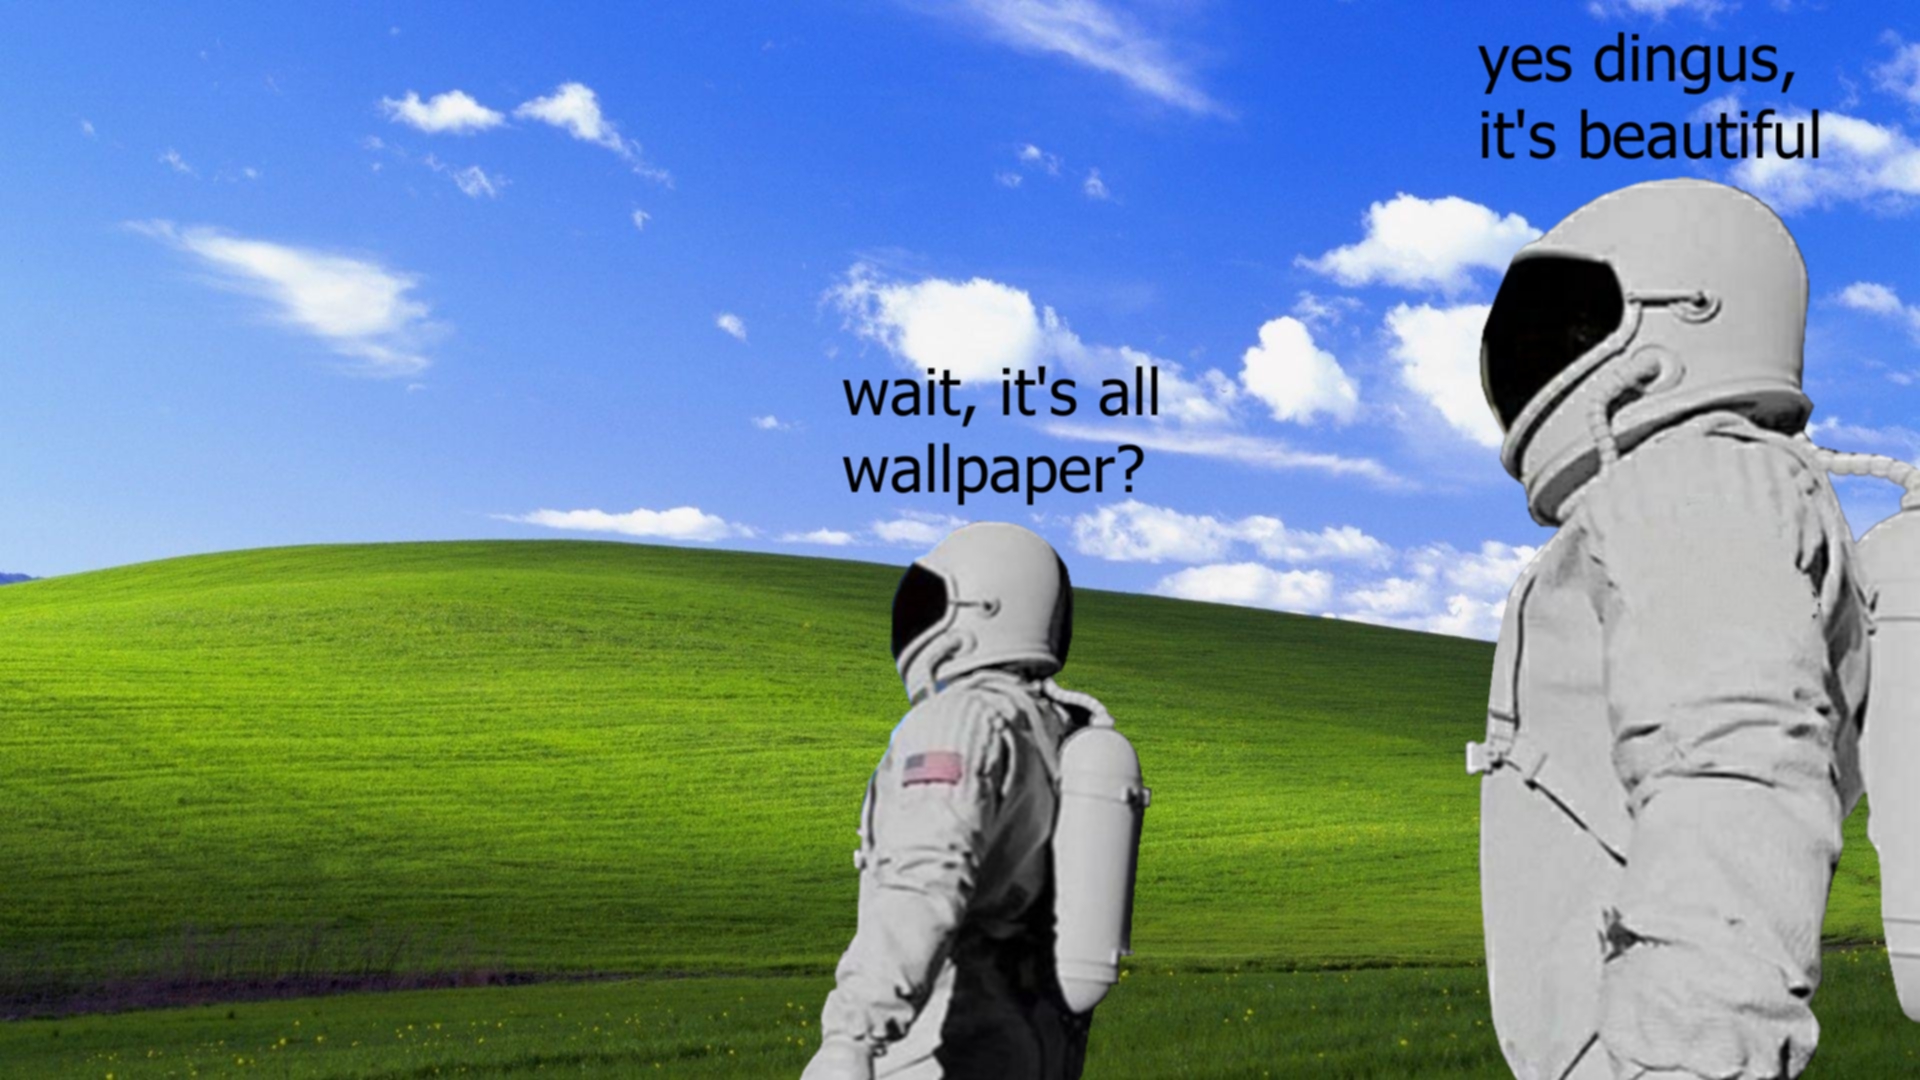 wait, it's all
wallpaper?
yes dingus,
it's beautiful